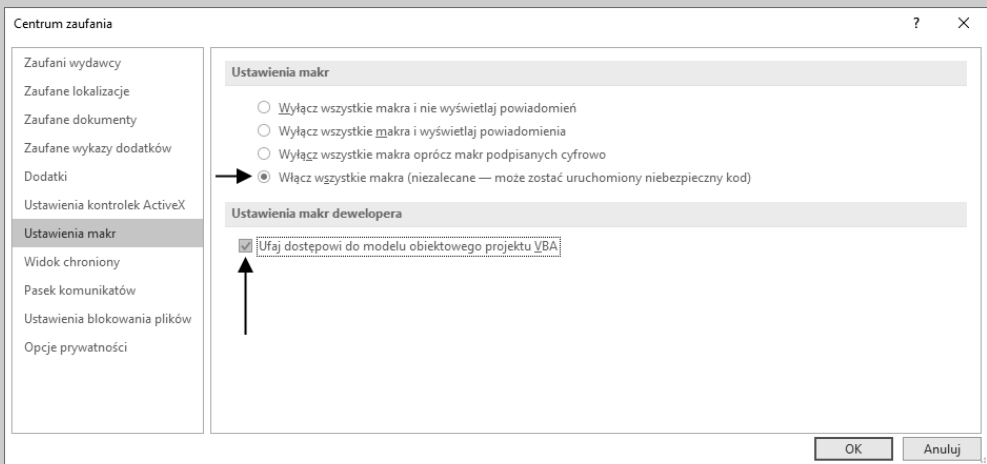 Centrum zaufania
?
Zaufani wydawcy
Zaufane lokalizacje
Zaufane dokumenty
Zaufane wykazy dodatków
Dodatki
Ustawienia kontrolek ActiveX
Ustawienia makr
Widok chroniony
Pasek komunikatów
Ustawienia blokowania plików
Opcje prywatności
Ustawienia makr
Wyłącz wszystkie makra i nie wyświetlaj powiadomień
Wyłącz wszystkie makra i wyświetlaj powiadomienia
Wyłącz wszystkie makra oprócz makr podpisanych cyfrowo
Włącz wszystkie makra (niezalecane — może zostać uruchomiony niebezpieczny kod)
Ustawienia makr dewelopera
Ufaj dostępowi do modelu obiektowego projektu VBA
OK
Anuluj